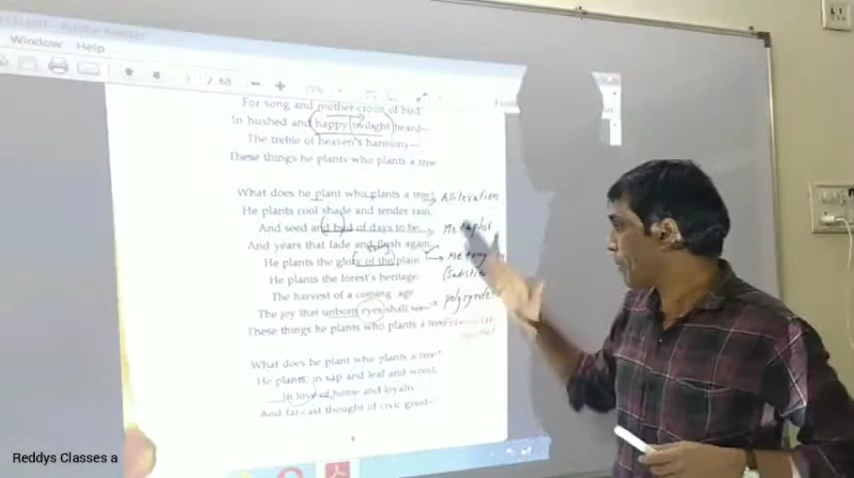 Window Help
/ 68
For song and mother-croon of bird
In hushed and happy twilight heard—
The treble of heaven's harmony—
These things he plants who plants a tree
What does he plant who plants a tree? Alliteration
He plants cool shade and tender rain,
And seed and bud of days to be, Metaphor
And years that fade and flush again;
He plants the glory of the plain; Metony
He plants the forest's heritage;
The harvest of a coming age;
The joy that unborn eyes shall see—
These things he plants who plants a tree
What does he plant who plants a tree?
He plants, in sap and leaf and wood,
In love of home and loyalty
And far-cast thought of civic good—
Reddys Classes a